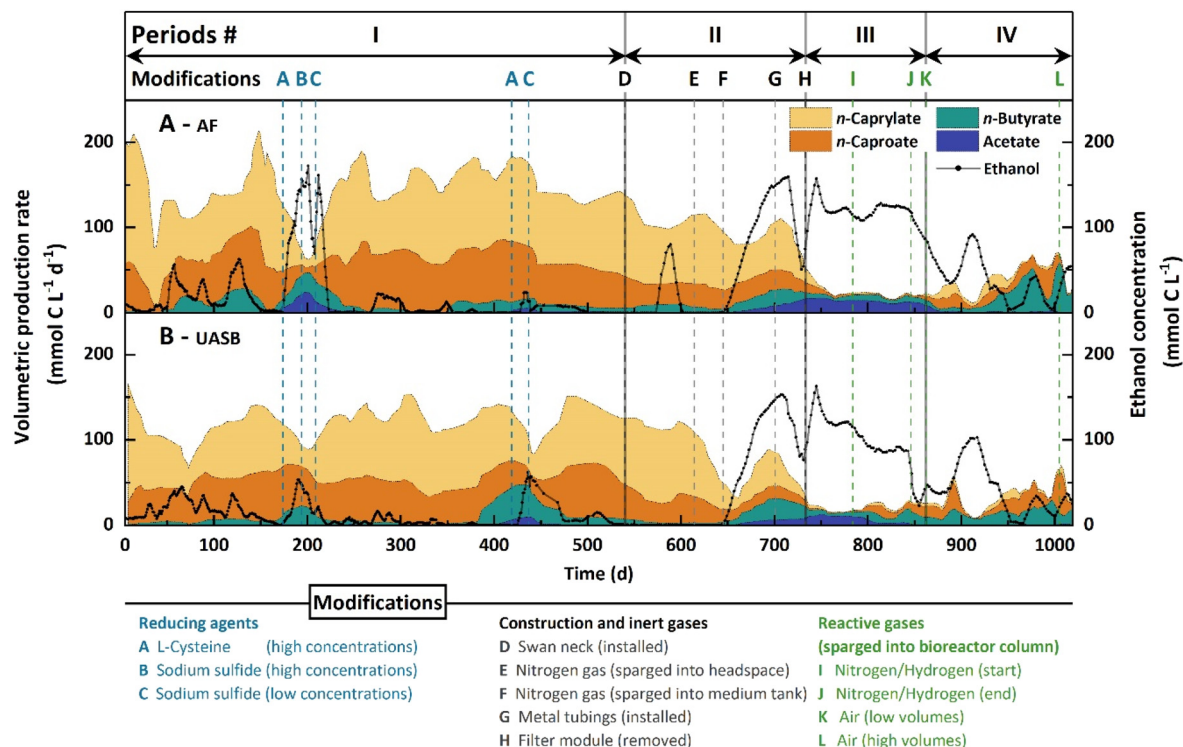 Periods # I II III IV
Modifications A B C A C D E F G H I J K L
A - AF
n-Caprylate n-Butyrate
n-Caproate Acetate
Ethanol
200 200
100 100
0 0
B - UASB
200 200
100 100
0 0
Volumetric production rate
(mmol C L-1 d-1)
Ethanol concentration
(mmol C L-1)
0 100 200 300 400 500 600 700 800 900 1000
Time (d)
Modifications
Reducing agents
A L-Cysteine (high concentrations)
B Sodium sulfide (high concentrations)
C Sodium sulfide (low concentrations)
Construction and inert gases
D Swan neck (installed)
E Nitrogen gas (sparged into headspace)
F Nitrogen gas (sparged into medium tank)
G Metal tubings (installed)
H Filter module (removed)
Reactive gases
(sparged into bioreactor column)
I Nitrogen/Hydrogen (start)
J Nitrogen/Hydrogen (end)
K Air (low volumes)
L Air (high volumes)